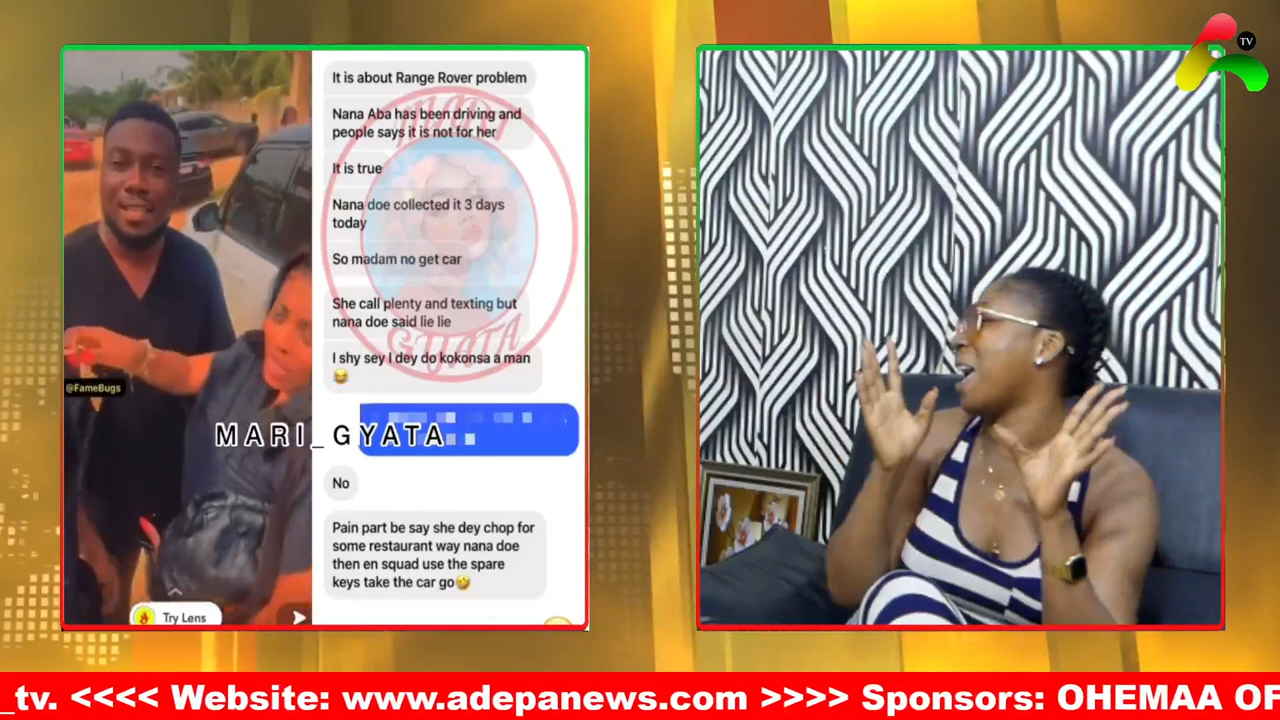 TV
It is about Range Rover problem
Nana Aba has been driving and
people says it is not for her
It is true
Nana doe collected it 3 days
today
So madam no get car
She call plenty and texting but
nana doe said lie lie
I shy sey I dey do kokonsa a man
😂
@FameBugs
MARI_GYATA
GYATA
No
Pain part be say she dey chop for
some restaurant way nana doe
then en squad use the spare
keys take the car go🤣
Try Lens
_tv. <<<< Website: www.adepanews.com >>>> Sponsors: OHEMAA OF